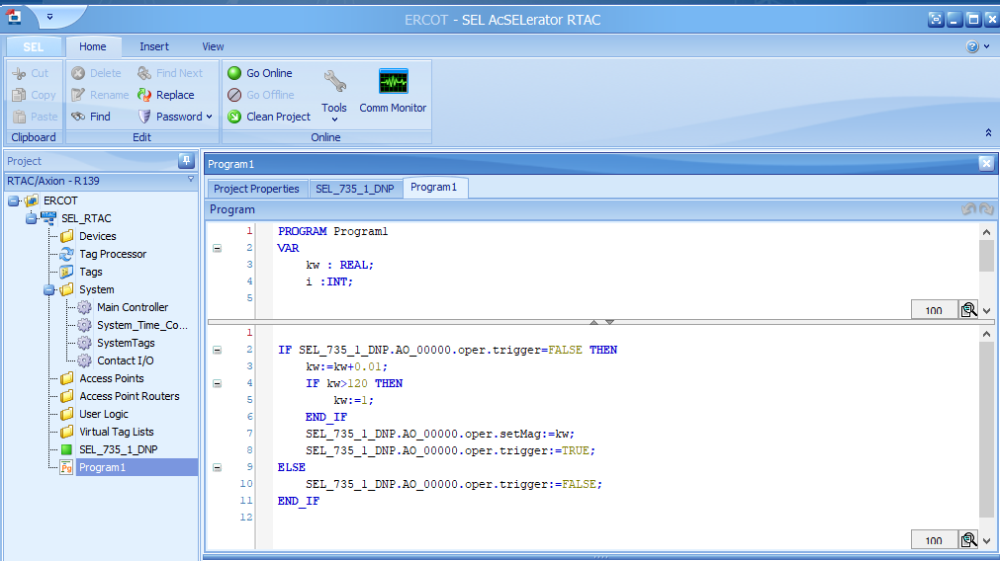 ERCOT - SEL AcSELerator RTAC
SEL Home Insert View
Cut Delete Find Next Go Online
Copy Rename Replace Go Offline
Paste Find Password Clean Project Tools Comm Monitor
Clipboard Edit Online
Project
RTAC/Axion - R139
ERCOT
SEL_RTAC
RTAC
Devices
Tag Processor
Tags
System
Main Controller
System_Time_Co...
SystemTags
Contact I/O
Access Points
Access Point Routers
User Logic
Virtual Tag Lists
SEL_735_1_DNP
Pg Program1
Program1
Project Properties SEL_735_1_DNP Program1
Program
1 PROGRAM Program1
2 VAR
3 kw : REAL;
4 i :INT;
5
100
1
2 IF SEL_735_1_DNP.AO_00000.oper.trigger=FALSE THEN
3 kw:=kw+0.01;
4 IF kw>120 THEN
5 kw:=1;
6 END_IF
7 SEL_735_1_DNP.AO_00000.oper.setMag:=kw;
8 SEL_735_1_DNP.AO_00000.oper.trigger:=TRUE;
9 ELSE
10 SEL_735_1_DNP.AO_00000.oper.trigger:=FALSE;
11 END_IF
12
100